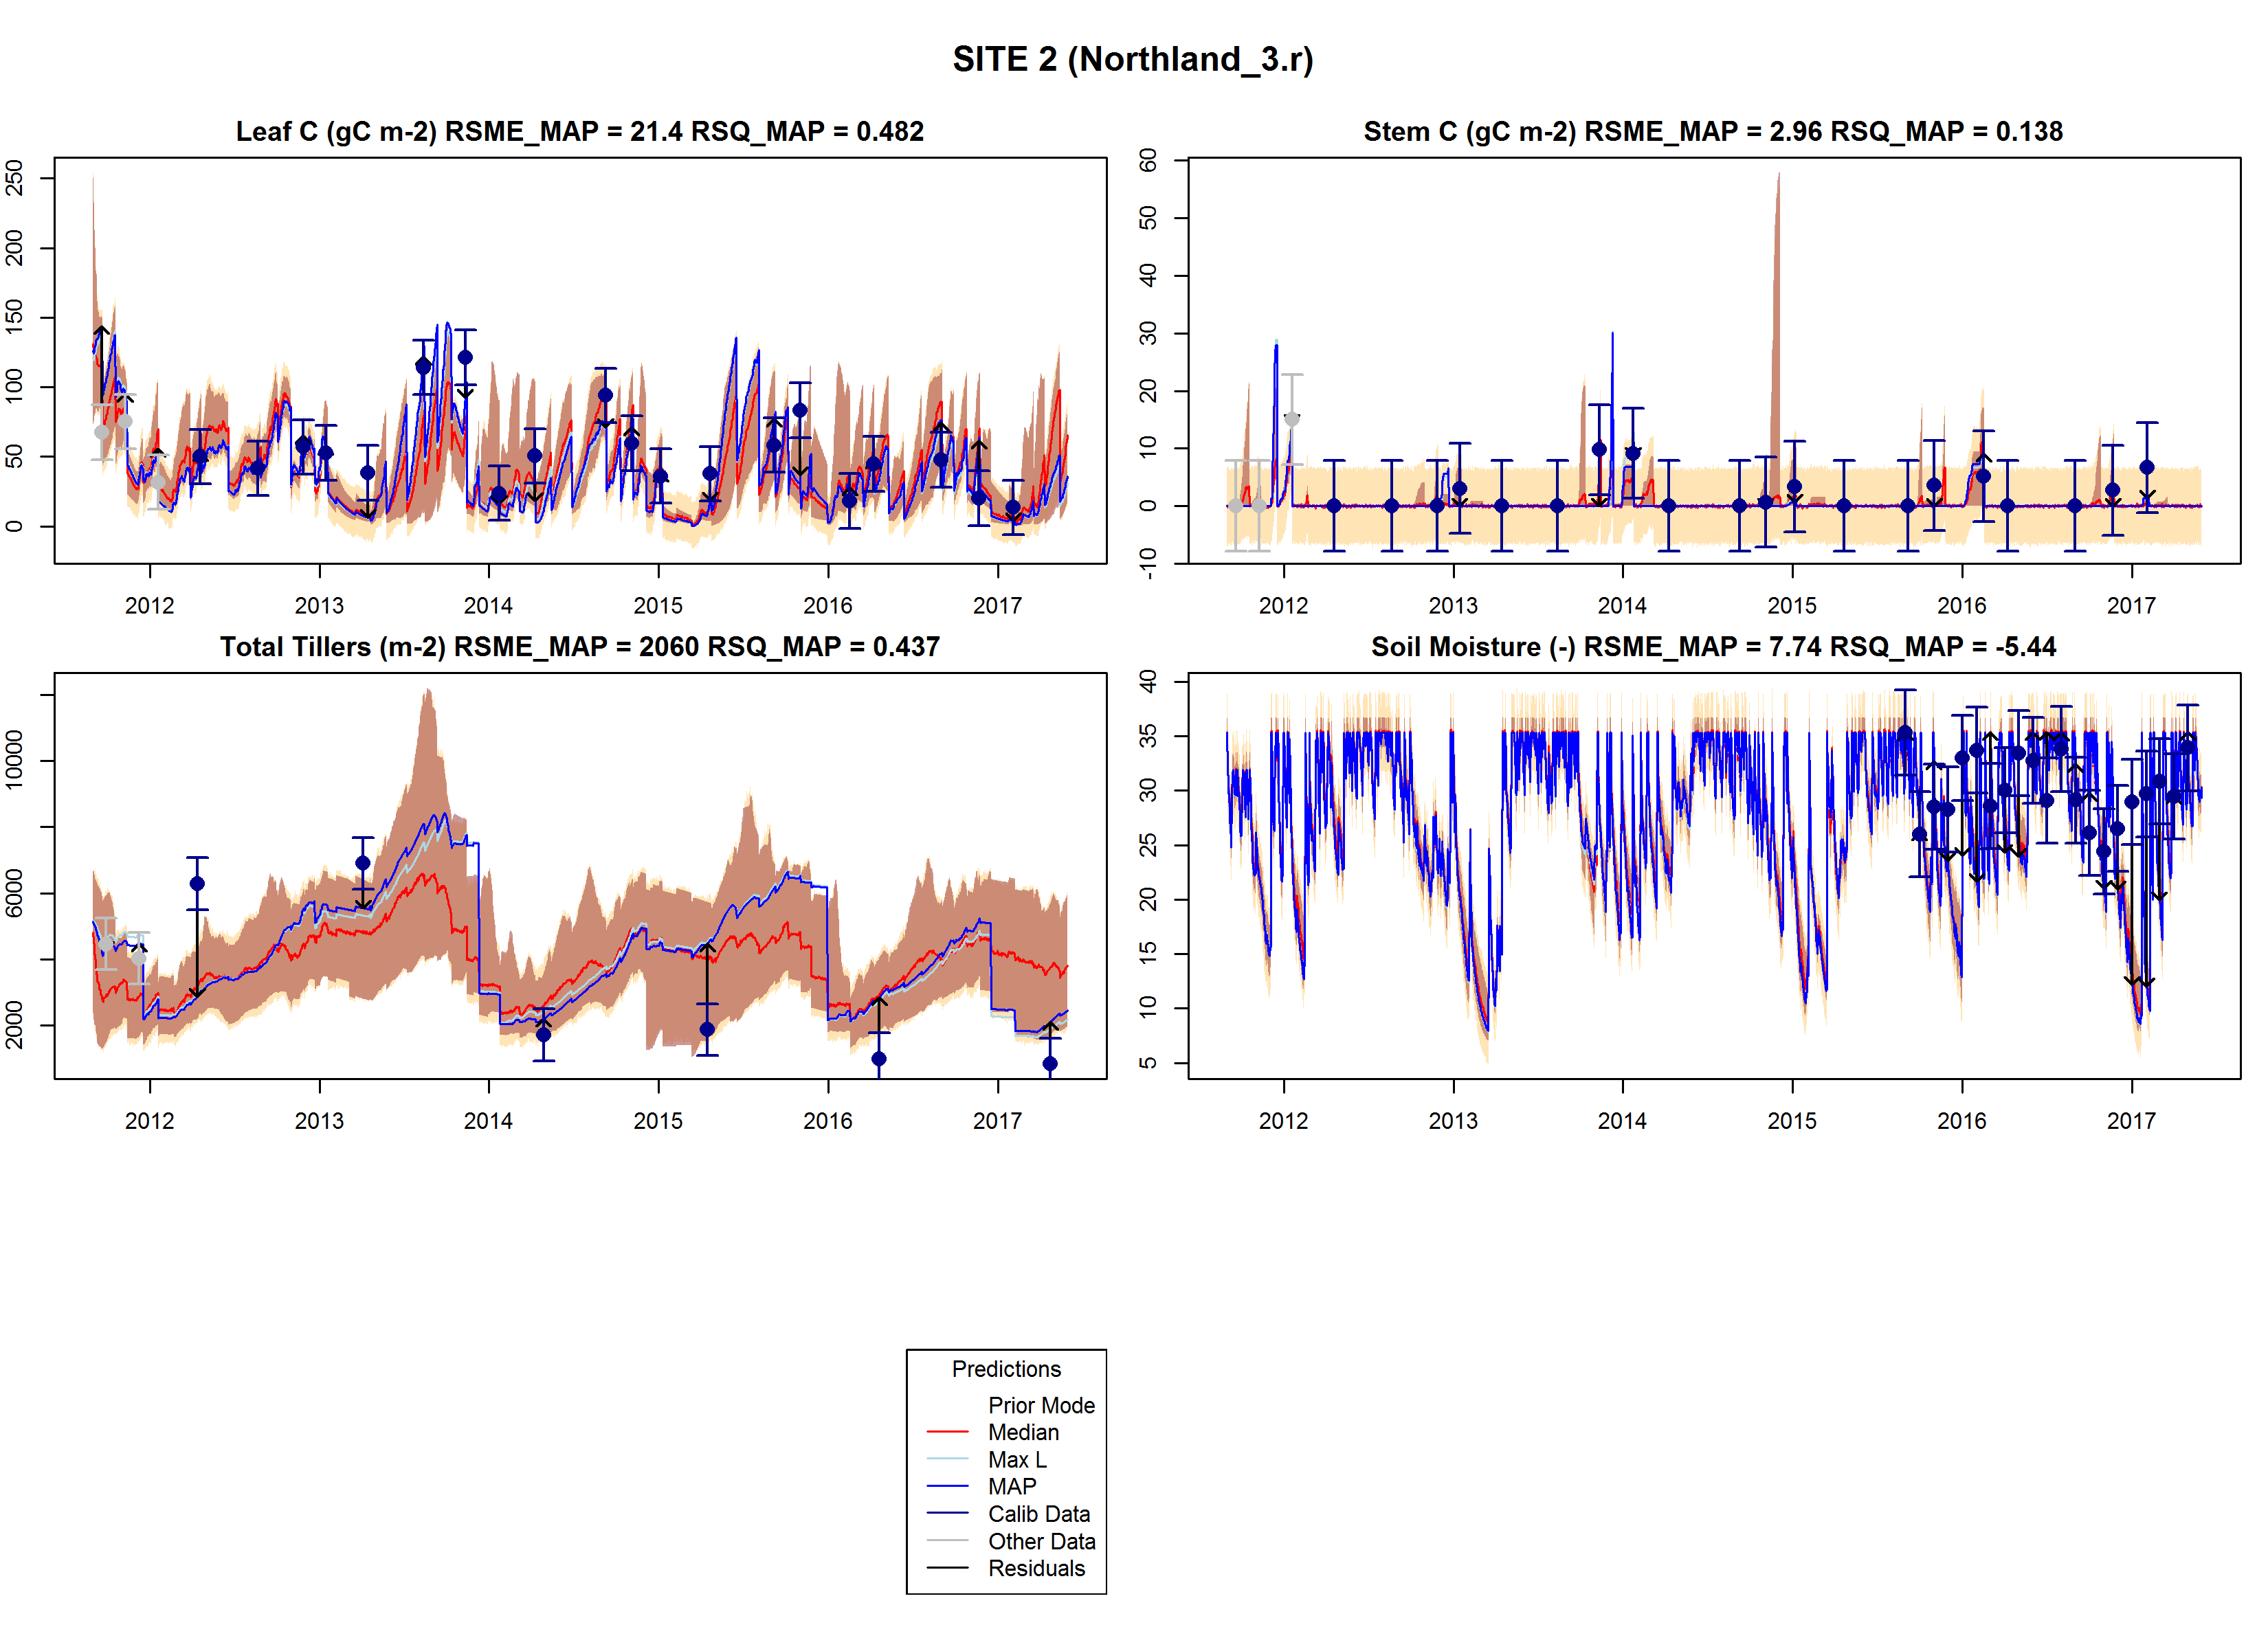 SITE 2 (Northland_3.r)
Leaf C (gC m-2) RSME_MAP = 21.4 RSQ_MAP = 0.482
250
200
150
100
50
0
2012 2013 2014 2015 2016 2017
Stem C (gC m-2) RSME_MAP = 2.96 RSQ_MAP = 0.138
60
50
40
30
20
10
0
-10
2012 2013 2014 2015 2016 2017
Total Tillers (m-2) RSME_MAP = 2060 RSQ_MAP = 0.437
10000
6000
2000
2012 2013 2014 2015 2016 2017
Soil Moisture (-) RSME_MAP = 7.74 RSQ_MAP = -5.44
40
35
30
25
20
15
10
5
2012 2013 2014 2015 2016 2017
Predictions
Prior Mode
Median
Max L
MAP
Calib Data
Other Data
Residuals